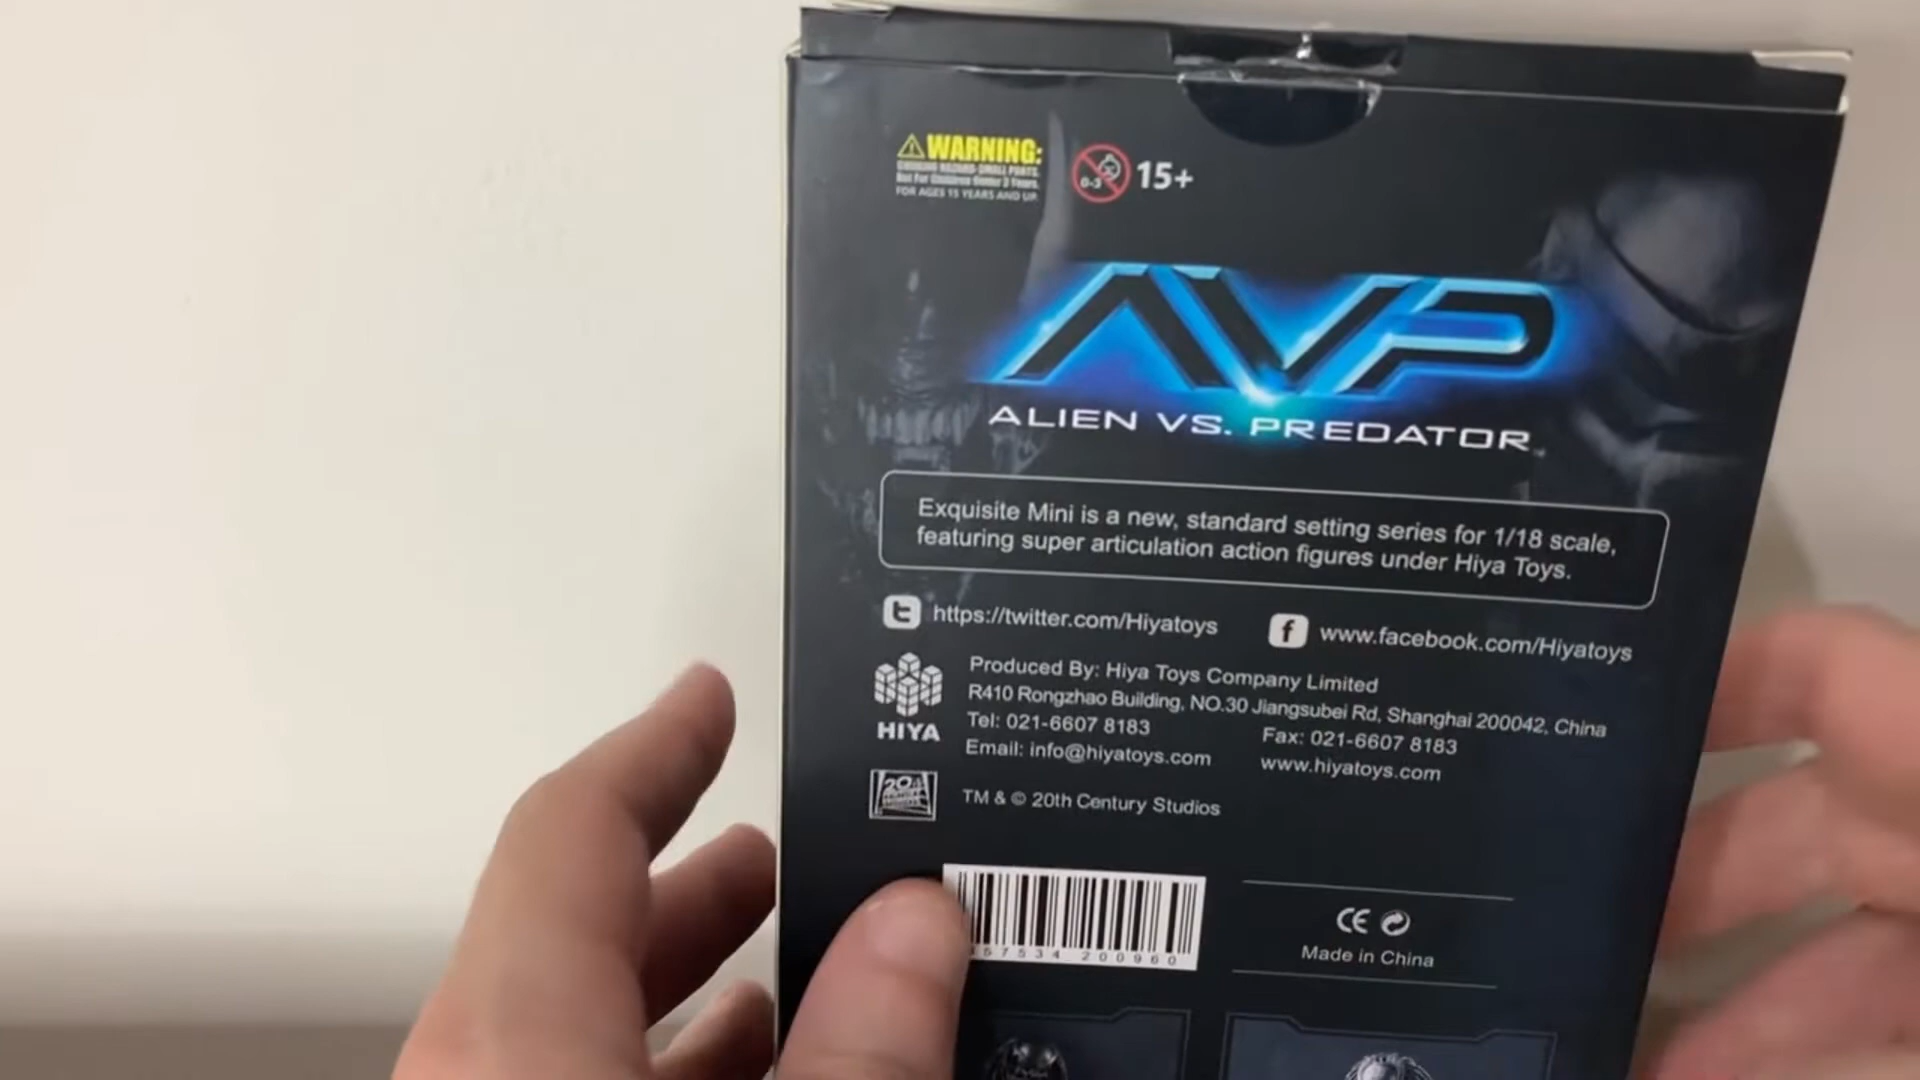 WARNING:
CHOKING HAZARD-SMALL PARTS.
Not For Children Under 3 Years.
FOR AGES 15 YEARS AND UP.
0-3
15+
AVP
ALIEN VS. PREDATOR
Exquisite Mini is a new, standard setting series for 1/18 scale,
featuring super articulation action figures under Hiya Toys.
https://twitter.com/Hiyatoys
www.facebook.com/Hiyatoys
HIYA
Produced By: Hiya Toys Company Limited
R410 Rongzhao Building, NO.30 Jiangsubei Rd, Shanghai 200042, China
Tel: 021-6607 8183
Fax: 021-6607 8183
Email: info@hiyatoys.com
www.hiyatoys.com
TM & © 20th Century Studios
57534 200960
CE
Made in China